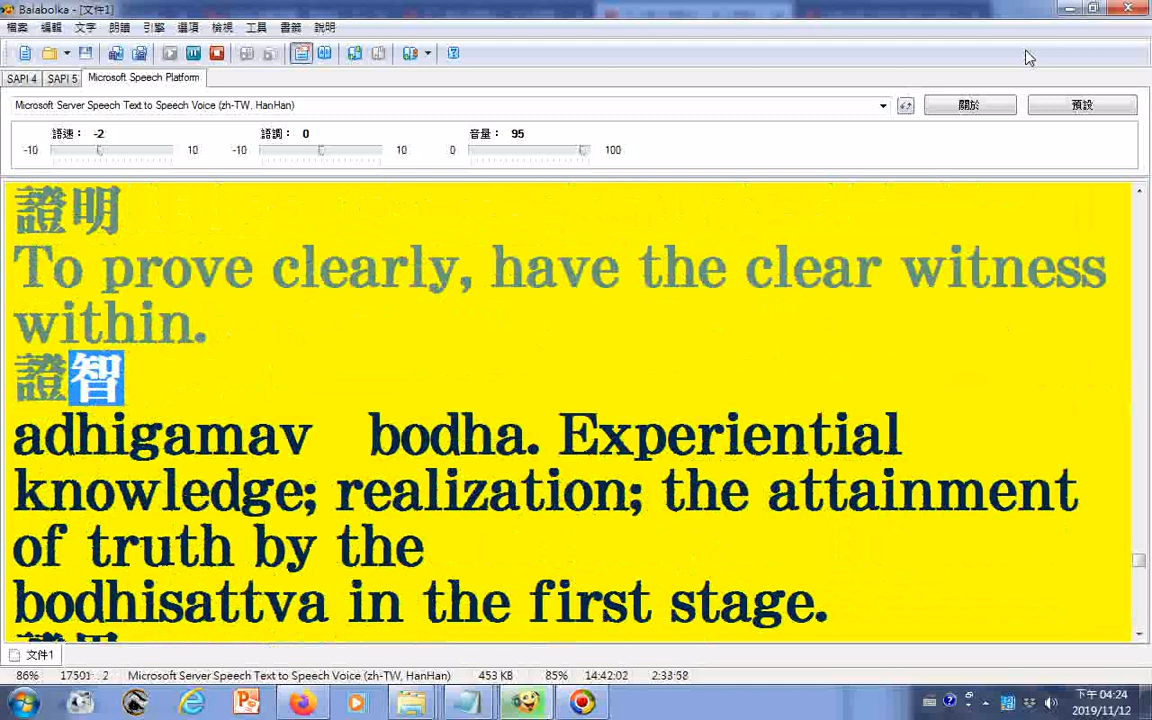 Balabolka - [文件1]
檔案 編輯 文字 朗讀 引擎 選項 檢視 工具 書籤 說明
SAPI 4 SAPI 5 Microsoft Speech Platform
Microsoft Server Speech Text to Speech Voice (zh-TW, HanHan) 關於 預設
語速： -2 語調： 0 音量： 95
-10 10 -10 10 0 100
證明
To prove clearly, have the clear witness
within.
證智
adhigamav bodha. Experiential
knowledge; realization; the attainment
of truth by the
bodhisattva in the first stage.
文件1
86% 17501...2 Microsoft Server Speech Text to Speech Voice (zh-TW, HanHan) 453 KB 85% 14:42:02 2:33:58
下午 04:24
2019/11/12